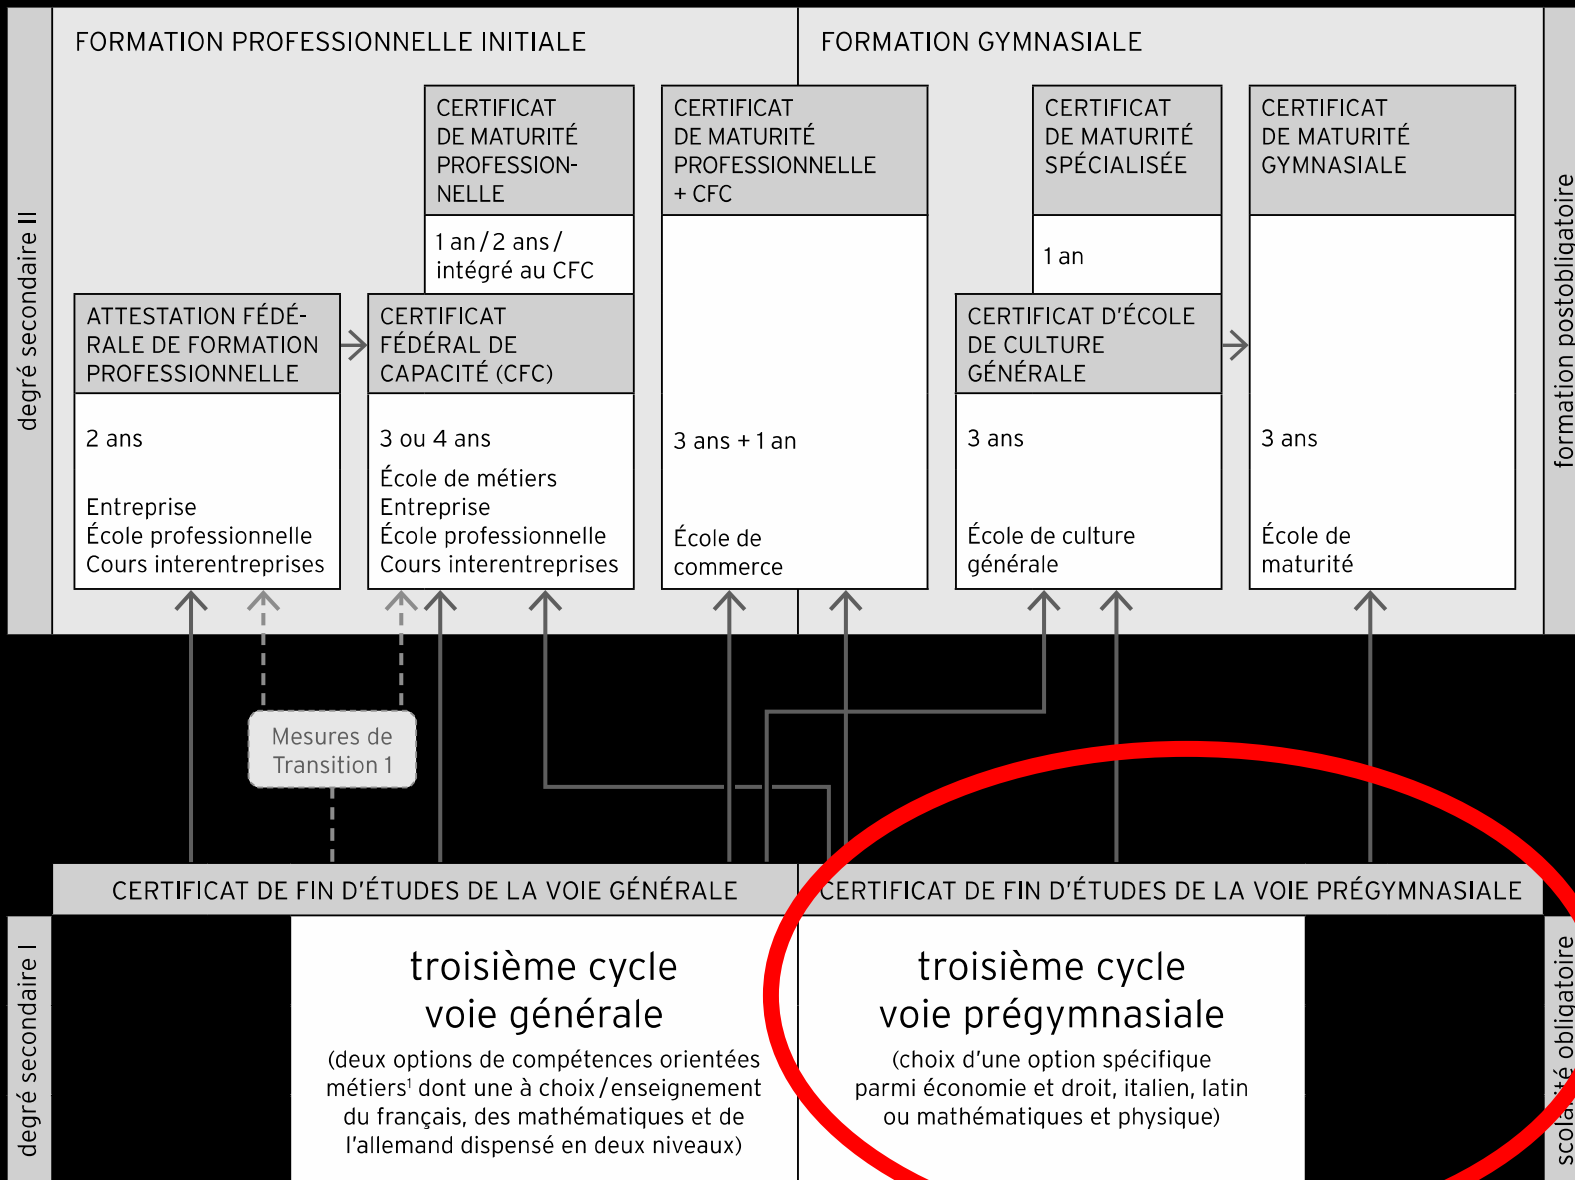 FORMATION PROFESSIONNELLE INITIALE
FORMATION GYMNASIALE
degré secondaire II
CERTIFICAT
DE MATURITÉ
PROFESSION-
NELLE
1 an / 2 ans /
intégré au CFC
CERTIFICAT
DE MATURITÉ
PROFESSIONNELLE
+ CFC
CERTIFICAT
DE MATURITÉ
SPÉCIALISÉE
1 an
CERTIFICAT
DE MATURITÉ
GYMNASIALE
formation postobligatoire
ATTESTATION FÉDÉ-
RALE DE FORMATION
PROFESSIONNELLE
2 ans
Entreprise
École professionnelle
Cours interentreprises
CERTIFICAT
FÉDÉRAL DE
CAPACITÉ (CFC)
3 ou 4 ans
École de métiers
Entreprise
École professionnelle
Cours interentreprises
3 ans + 1 an
École de
commerce
CERTIFICAT D'ÉCOLE
DE CULTURE
GÉNÉRALE
3 ans
École de culture
générale
3 ans
École de
maturité
Mesures de
Transition 1
CERTIFICAT DE FIN D'ÉTUDES DE LA VOIE GÉNÉRALE
CERTIFICAT DE FIN D'ÉTUDES DE LA VOIE PRÉGYMNASIALE
degré secondaire I
troisième cycle
voie générale
(deux options de compétences orientées
métiers¹ dont une à choix / enseignement
du français, des mathématiques et de
l'allemand dispensé en deux niveaux)
troisième cycle
voie prégymnasiale
(choix d'une option spécifique
parmi économie et droit, italien, latin
ou mathématiques et physique)
scolarité obligatoire